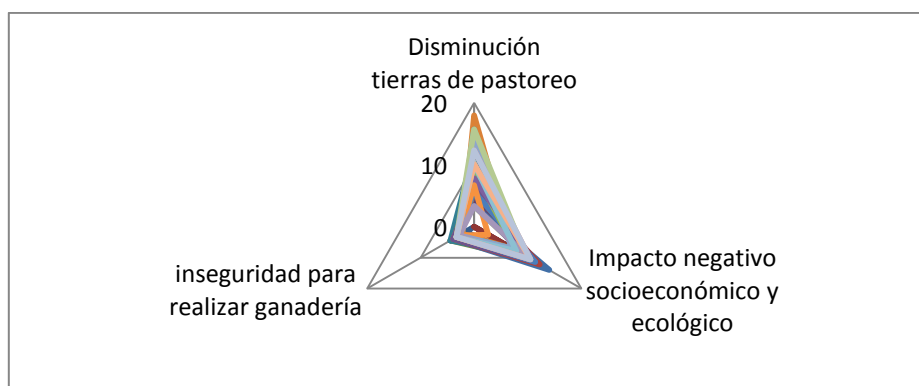 Disminución
tierras de pastoreo
20
10
0
Impacto negativo
socioeconómico y
ecológico
inseguridad para
realizar ganadería